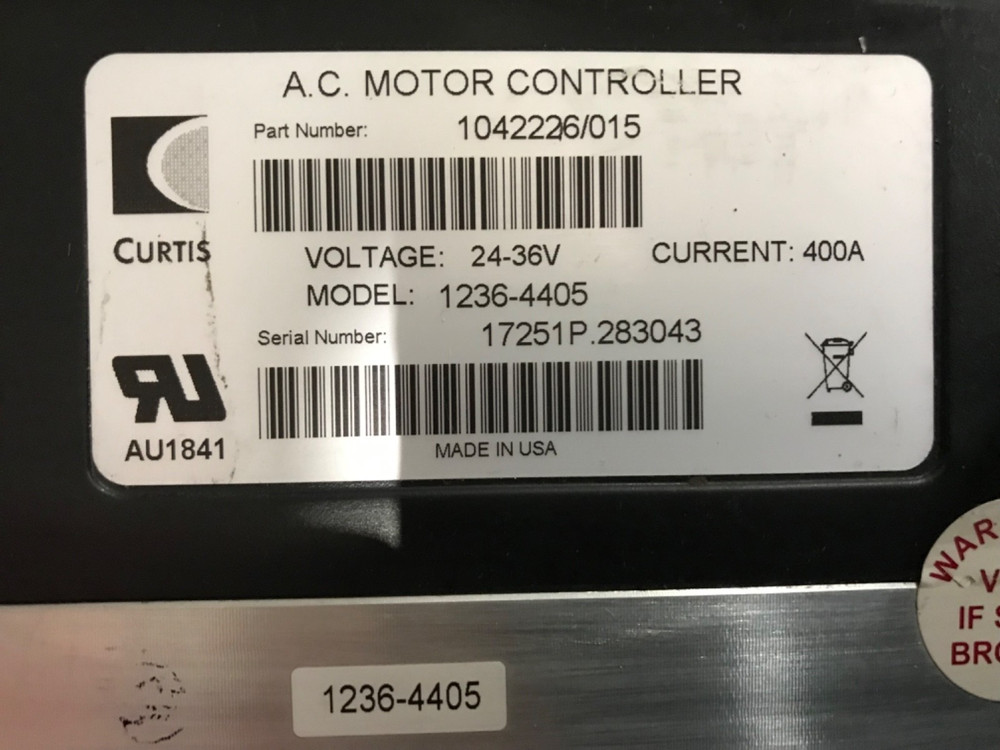 A.C. MOTOR CONTROLLER
Part Number: 1042226/015
CURTIS
VOLTAGE: 24-36V CURRENT: 400A
MODEL: 1236-4405
Serial Number: 17251P.283043
AU1841
MADE IN USA
WAR
V
IF S
BRO
1236-4405